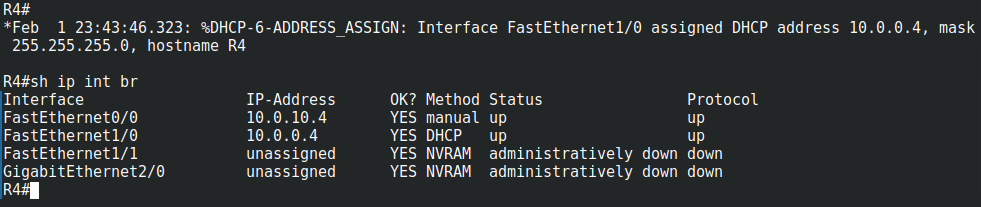 R4#
*Feb  1 23:43:46.323: %DHCP-6-ADDRESS_ASSIGN: Interface FastEthernet1/0 assigned DHCP address 10.0.0.4, mask
 255.255.255.0, hostname R4

R4#sh ip int br
Interface                  IP-Address      OK? Method Status                Protocol
FastEthernet0/0            10.0.10.4       YES manual up                    up
FastEthernet1/0            10.0.0.4        YES DHCP   up                    up
FastEthernet1/1            unassigned      YES NVRAM  administratively down down
GigabitEthernet2/0         unassigned      YES NVRAM  administratively down down
R4#